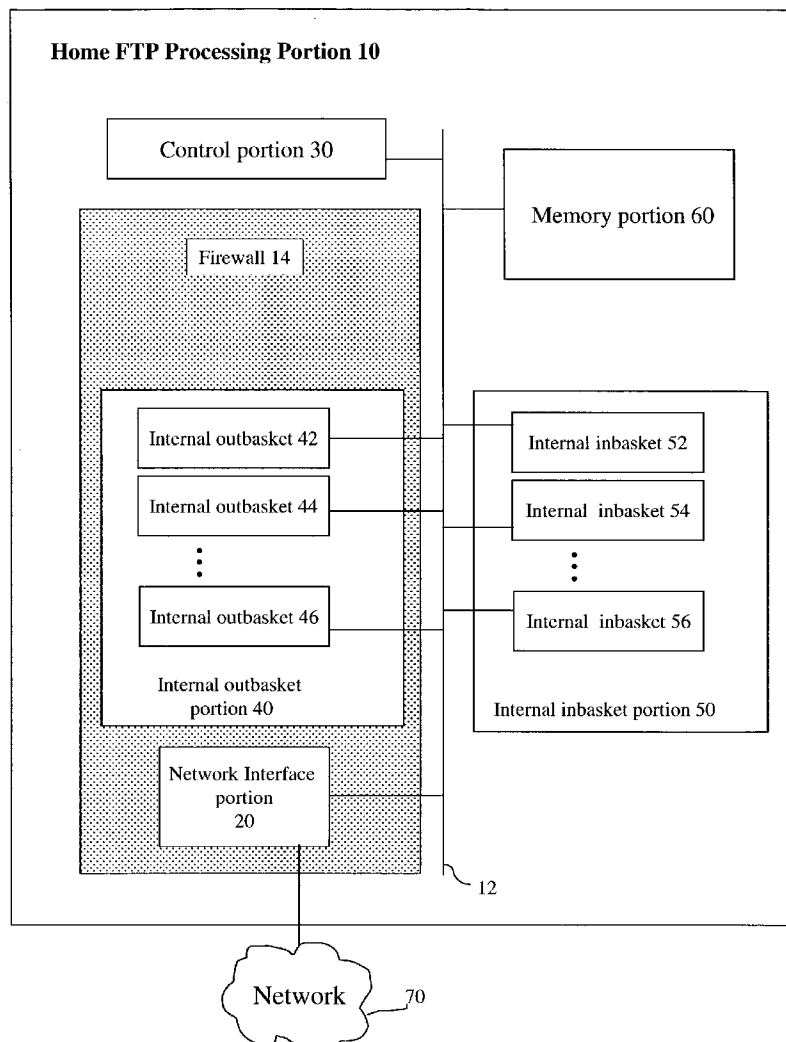 Home FTP Processing Portion 10
Control portion 30
Memory portion 60
Firewall 14
Internal outbasket 42
Internal inbasket 52
Internal outbasket 44
Internal inbasket 54
Internal outbasket 46
Internal inbasket 56
Internal outbasket
portion 40
Internal inbasket portion 50
Network Interface
portion
20
12
Network
70